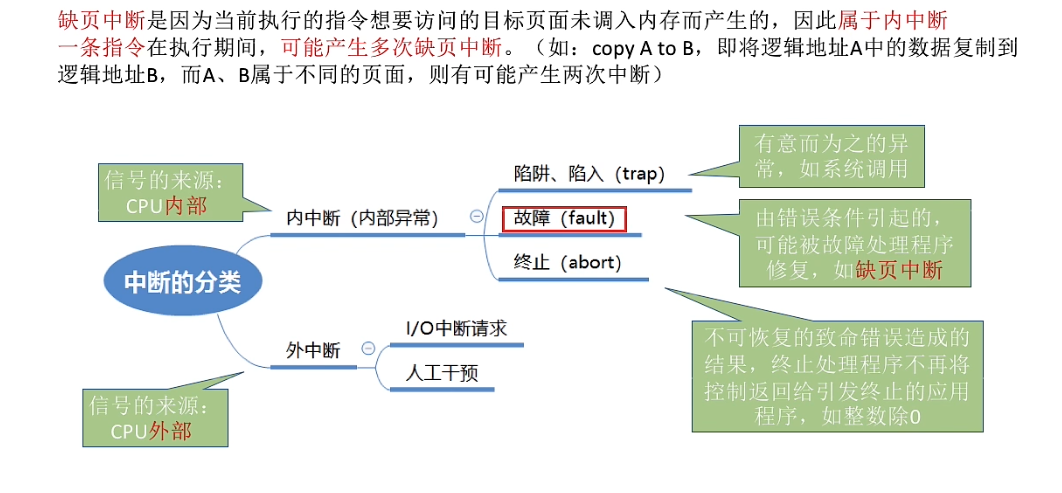 缺页中断是因为当前执行的指令想要访问的目标页面未调入内存而产生的，因此属于内中断
一条指令在执行期间，可能产生多次缺页中断。（如：copy A to B，即将逻辑地址A中的数据复制到
逻辑地址B，而A、B属于不同的页面，则有可能产生两次中断）
有意而为之的异
常，如系统调用
陷阱、陷入（trap）
信号的来源：
CPU内部
内中断（内部异常）
故障（fault）
由错误条件引起的，
可能被故障处理程序
修复，如缺页中断
终止（abort）
中断的分类
I/O中断请求
不可恢复的致命错误造成的
结果，终止处理程序不再将
控制返回给引发终止的应用
程序，如整数除0
外中断
人工干预
信号的来源：
CPU外部